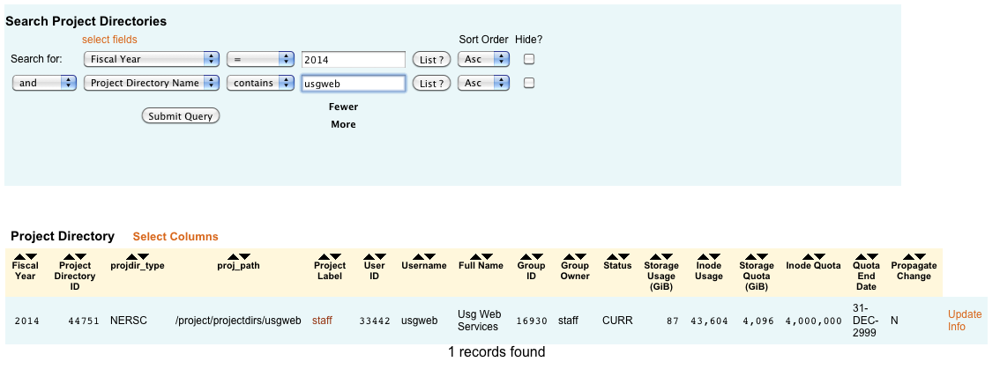 Search Project Directories
select fields
Sort Order Hide?
Search for: Fiscal Year = 2014 List ? Asc
and Project Directory Name contains usgweb List ? Asc
Fewer
Submit Query
More
Project Directory Select Columns
Fiscal Year Project Directory ID projdir_type proj_path Project Label User ID Username Full Name Group ID Group Owner Status Storage Usage (GiB) Inode Usage Storage Quota (GiB) Inode Quota Quota End Date Propagate Change
2014 44751 NERSC /project/projectdirs/usgweb staff 33442 usgweb Usg Web Services 16930 staff CURR 87 43,604 4,096 4,000,000 31-DEC-2999 N Update Info
1 records found